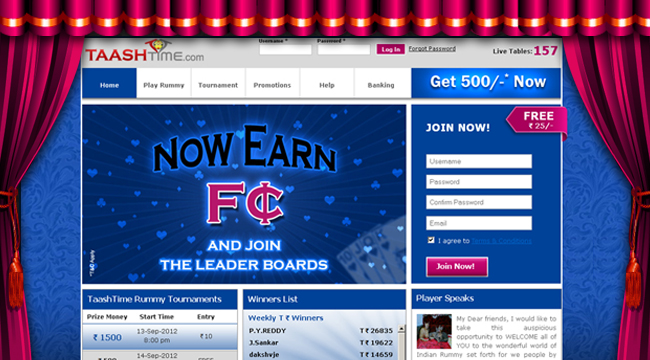 TAASHTIME.com
Username *
Password *
Log In
Forgot Password
Live Tables: 157
Home
Play Rummy
Tournament
Promotions
Help
Banking
Get 500/-* Now
NOW EARN
F₵
AND JOIN
THE LEADER BOARDS
*T&C Apply
FREE
₹ 25/-
JOIN NOW!
Username
Password
Confirm Password
Email
I agree to Terms & Conditions
Join Now!
TaashTime Rummy Tournaments
Prize Money Start Time Entry
₹ 1500 13-Sep-2012 ₹10
8:00 pm
14-Sep-2012
Winners List
Weekly T ₹ Winners
P.Y.REDDY T₹ 26835
J.Sankar T₹ 19622
dakshvje T₹ 14659
Player Speaks
My Dear friends, I would like to
take this auspicious
opportunity to WELCOME all of
YOU to the wonderful world of
Indian Rummy set forth for we people by